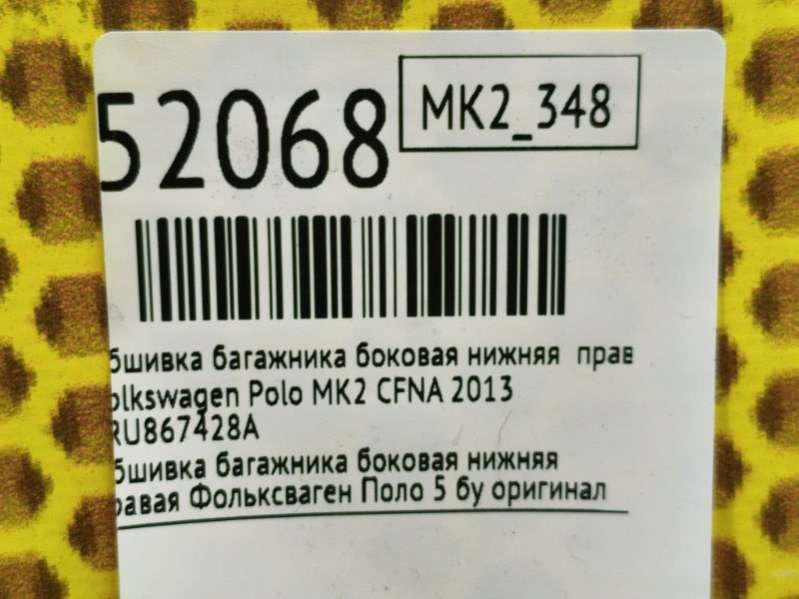 52068
MK2_348
бшивка багажника боковая нижняя прав
olkswagen Polo MK2 CFNA 2013
RU867428A
бшивка багажника боковая нижняя
равая Фольксваген Поло 5 бу оригинал